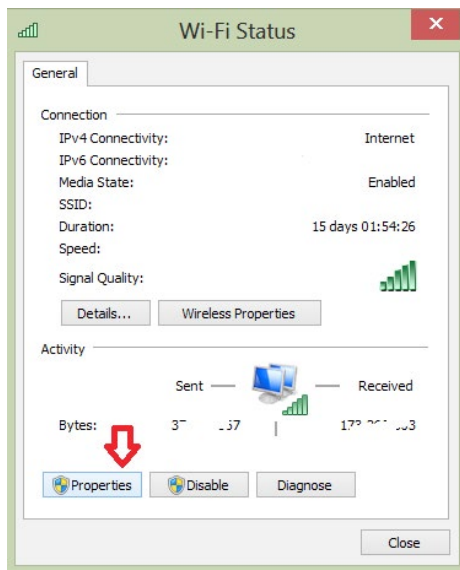 Wi-Fi Status
General
Connection
IPv4 Connectivity: Internet
IPv6 Connectivity:
Media State: Enabled
SSID:
Duration: 15 days 01:54:26
Speed:
Signal Quality:
Details... Wireless Properties
Activity
Sent Received
Bytes:
Properties Disable Diagnose
Close